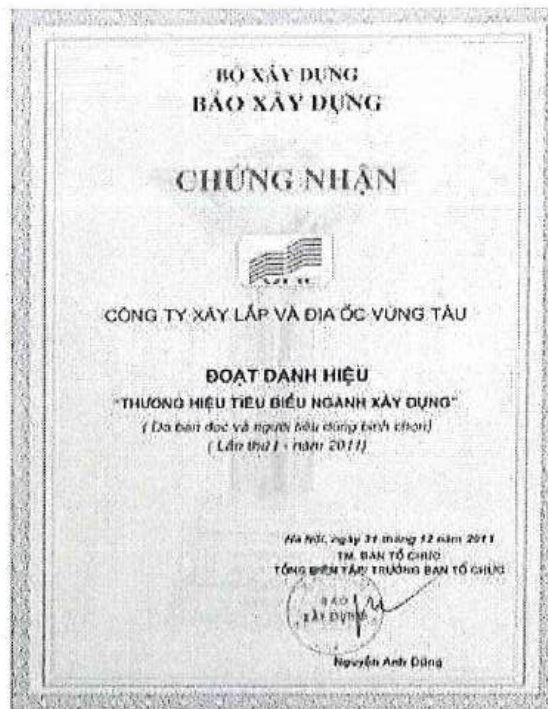 BỘ XÂY DỰNG
BÁO XÂY DỰNG
CHỨNG NHẬN
CÔNG TY XÂY LẮP VÀ ĐỊA ỐC VŨNG TÀU
ĐOẠT DANH HIỆU
"THƯƠNG HIỆU TIÊU BIỂU NGÀNH XÂY DỰNG"
( Do bạn đọc và người tiêu dùng bình chọn)
( Lần thứ I - năm 2011)
Hà Nội, ngày 31 tháng 12 năm 2011
TM. BAN TỔ CHỨC
TỔNG BIÊN TẬP/ TRƯỞNG BAN TỔ CHỨC
BÁO
XÂY DỰNG
Nguyễn Anh Dũng